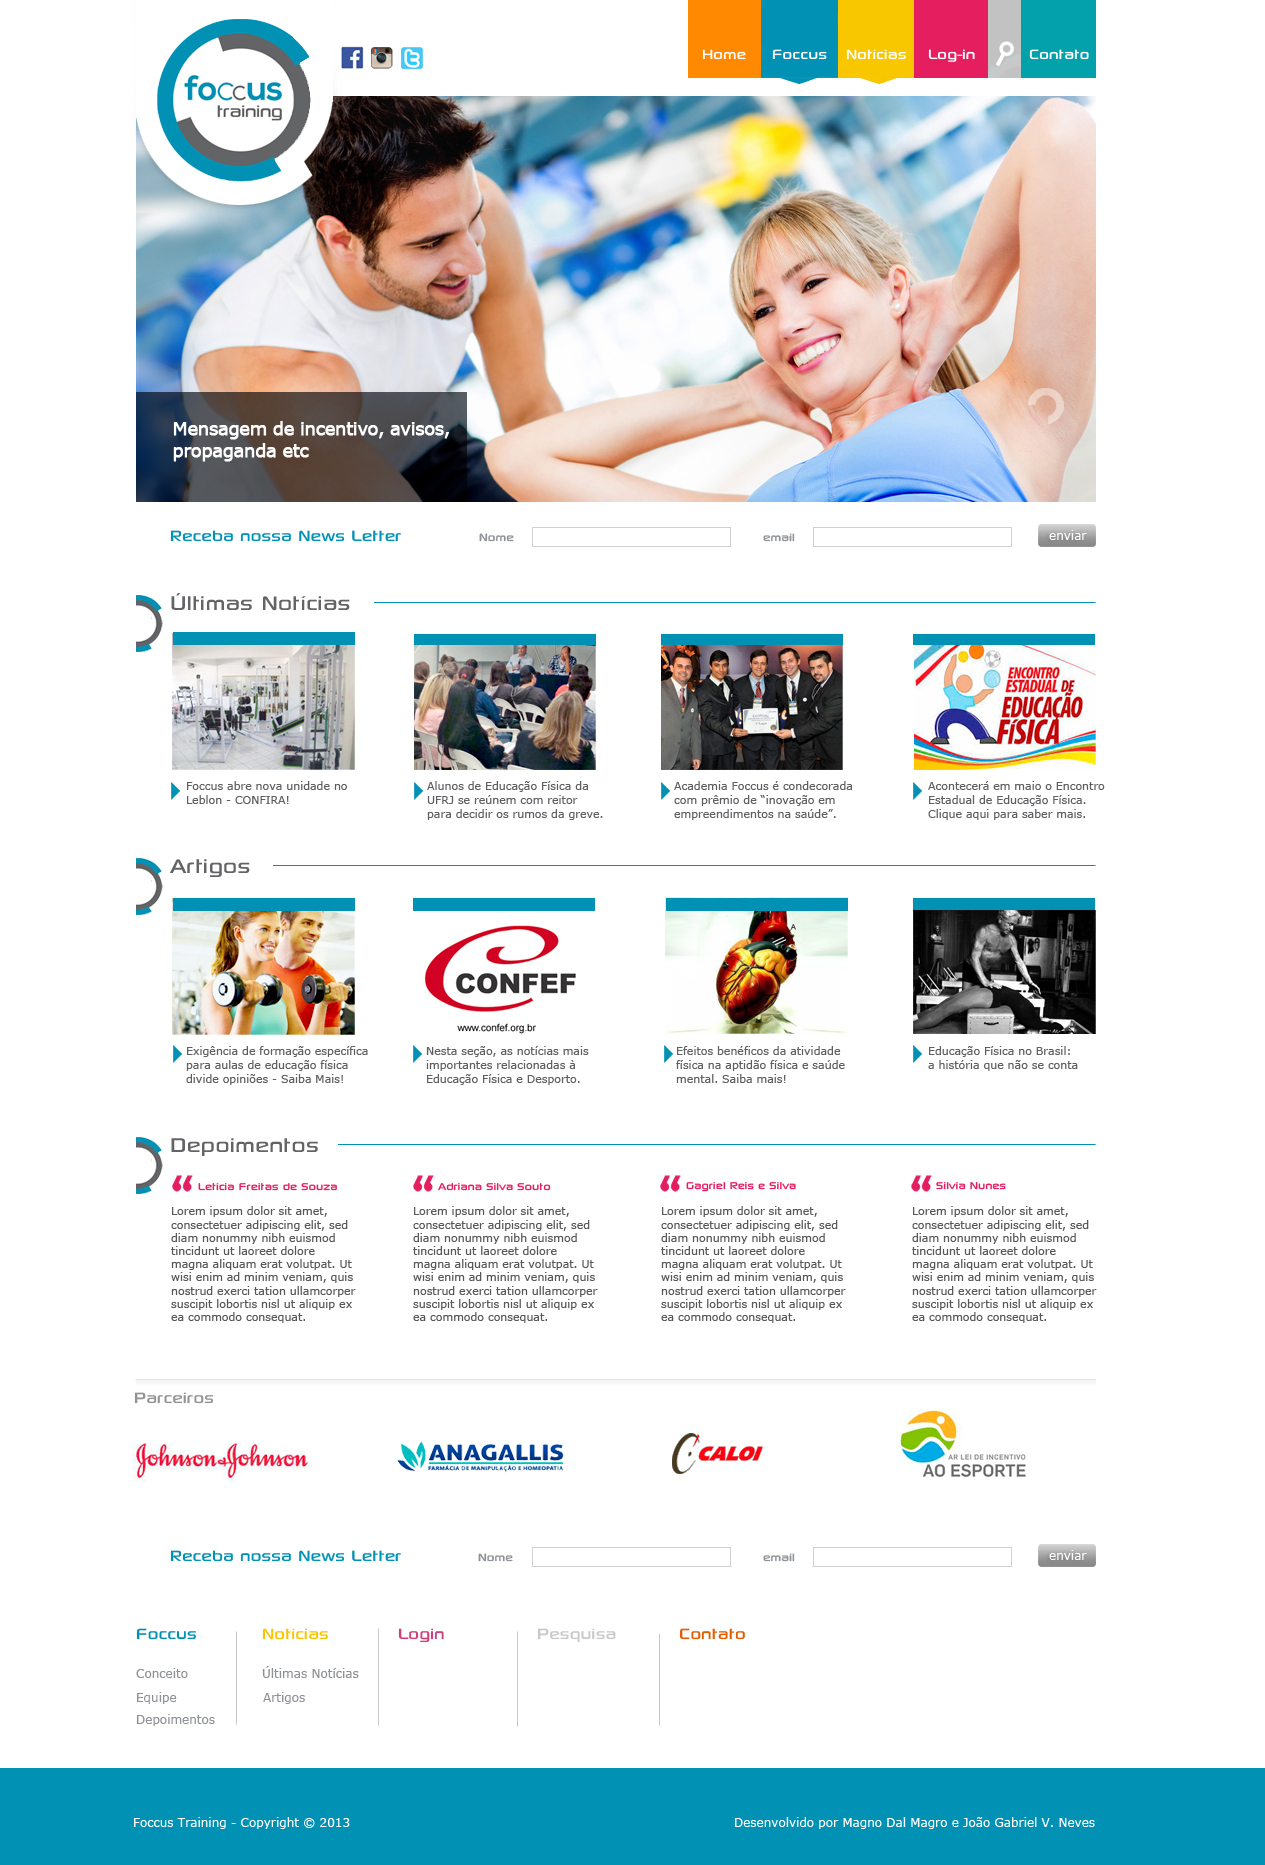 foccus
training
Home
Foccus
Notícias
Log-in
Contato
Mensagem de incentivo, avisos,
propaganda etc
Receba nossa News Letter
Nome
email
enviar
Últimas Notícias
ENCONTRO
ESTADUAL DE
EDUCAÇÃO
FÍSICA
Foccus abre nova unidade no
Leblon - CONFIRA!
Alunos de Educação Física da
UFRJ se reúnem com reitor
para decidir os rumos da greve.
Academia Foccus é condecorada
com prêmio de “inovação em
empreendimentos na saúde”.
Acontecerá em maio o Encontro
Estadual de Educação Física.
Clique aqui para saber mais.
Artigos
CONFEF
www.confef.org.br
A
Exigência de formação específica
para aulas de educação física
divide opiniões - Saiba Mais!
Nesta seção, as notícias mais
importantes relacionadas à
Educação Física e Desporto.
Efeitos benéficos da atividade
física na aptidão física e saúde
mental. Saiba mais!
Educação Física no Brasil:
a história que não se conta
Depoimentos
Letícia Freitas de Souza
Lorem ipsum dolor sit amet,
consectetuer adipiscing elit, sed
diam nonummy nibh euismod
tincidunt ut laoreet dolore
magna aliquam erat volutpat. Ut
wisi enim ad minim veniam, quis
nostrud exerci tation ullamcorper
suscipit lobortis nisl ut aliquip ex
ea commodo consequat.
Adriana Silva Souto
Lorem ipsum dolor sit amet,
consectetuer adipiscing elit, sed
diam nonummy nibh euismod
tincidunt ut laoreet dolore
magna aliquam erat volutpat. Ut
wisi enim ad minim veniam, quis
nostrud exerci tation ullamcorper
suscipit lobortis nisl ut aliquip ex
ea commodo consequat.
Gagriel Reis e Silva
Lorem ipsum dolor sit amet,
consectetuer adipiscing elit, sed
diam nonummy nibh euismod
tincidunt ut laoreet dolore
magna aliquam erat volutpat. Ut
wisi enim ad minim veniam, quis
nostrud exerci tation ullamcorper
suscipit lobortis nisl ut aliquip ex
ea commodo consequat.
Silvia Nunes
Lorem ipsum dolor sit amet,
consectetuer adipiscing elit, sed
diam nonummy nibh euismod
tincidunt ut laoreet dolore
magna aliquam erat volutpat. Ut
wisi enim ad minim veniam, quis
nostrud exerci tation ullamcorper
suscipit lobortis nisl ut aliquip ex
ea commodo consequat.
Parceiros
Johnson & Johnson
ANAGALLIS
FARMÁCIA DE MANIPULAÇÃO E HOMEOPATIA
CALOI
AR LEI DE INCENTIVO
AO ESPORTE
Receba nossa News Letter
Nome
email
enviar
Foccus
Conceito
Equipe
Depoimentos
Notícias
Últimas Notícias
Artigos
Login
Pesquisa
Contato
Foccus Training - Copyright © 2013
Desenvolvido por Magno Dal Magro e João Gabriel V. Neves